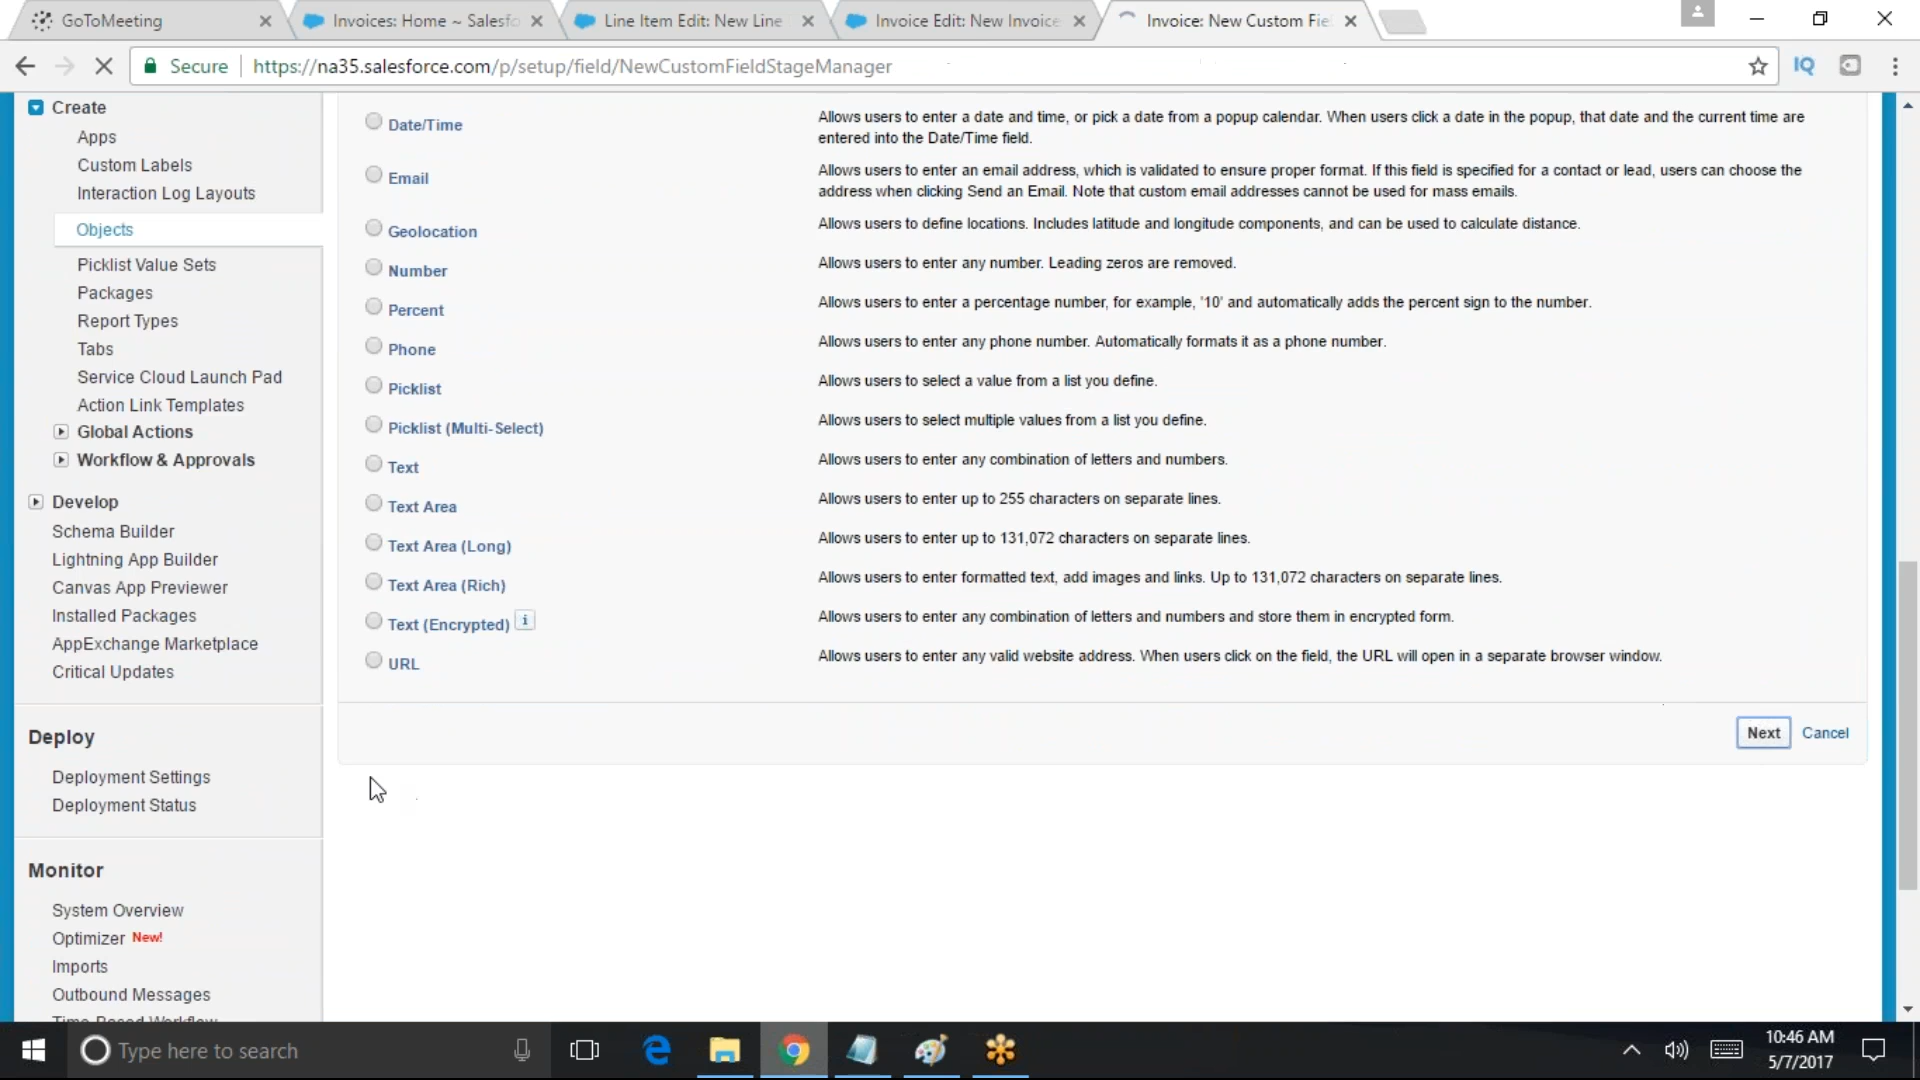 GoToMeeting
Invoices: Home ~ Salesfo
Line Item Edit: New Line
Invoice Edit: New Invoice
Invoice: New Custom Fie
Secure
https://na35.salesforce.com/p/setup/field/NewCustomFieldStageManager
IQ
Create
Apps
Custom Labels
Interaction Log Layouts
Objects
Picklist Value Sets
Packages
Report Types
Tabs
Service Cloud Launch Pad
Action Link Templates
Global Actions
Workflow & Approvals
Develop
Schema Builder
Lightning App Builder
Canvas App Previewer
Installed Packages
AppExchange Marketplace
Critical Updates
Deploy
Deployment Settings
Deployment Status
Monitor
System Overview
Optimizer New!
Imports
Outbound Messages
Time-Based Workflow
Date/Time
Allows users to enter a date and time, or pick a date from a popup calendar. When users click a date in the popup, that date and the current time are
entered into the Date/Time field.
Email
Allows users to enter an email address, which is validated to ensure proper format. If this field is specified for a contact or lead, users can choose the
address when clicking Send an Email. Note that custom email addresses cannot be used for mass emails.
Geolocation
Allows users to define locations. Includes latitude and longitude components, and can be used to calculate distance.
Number
Allows users to enter any number. Leading zeros are removed.
Percent
Allows users to enter a percentage number, for example, '10' and automatically adds the percent sign to the number.
Phone
Allows users to enter any phone number. Automatically formats it as a phone number.
Picklist
Allows users to select a value from a list you define.
Picklist (Multi-Select)
Allows users to select multiple values from a list you define.
Text
Allows users to enter any combination of letters and numbers.
Text Area
Allows users to enter up to 255 characters on separate lines.
Text Area (Long)
Allows users to enter up to 131,072 characters on separate lines.
Text Area (Rich)
Allows users to enter formatted text, add images and links. Up to 131,072 characters on separate lines.
Text (Encrypted) i
Allows users to enter any combination of letters and numbers and store them in encrypted form.
URL
Allows users to enter any valid website address. When users click on the field, the URL will open in a separate browser window.
Next
Cancel
Type here to search
10:46 AM
5/7/2017